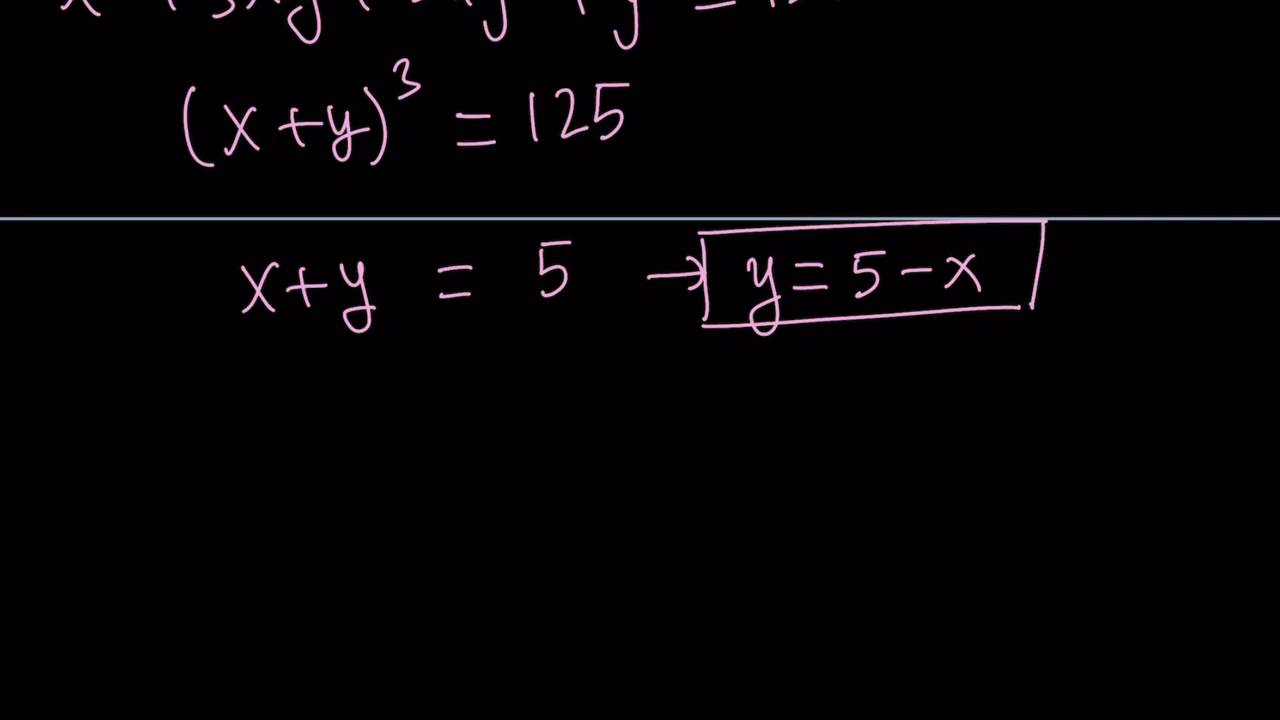 (x+y)³ = 125
x+y = 5 → y = 5 - x